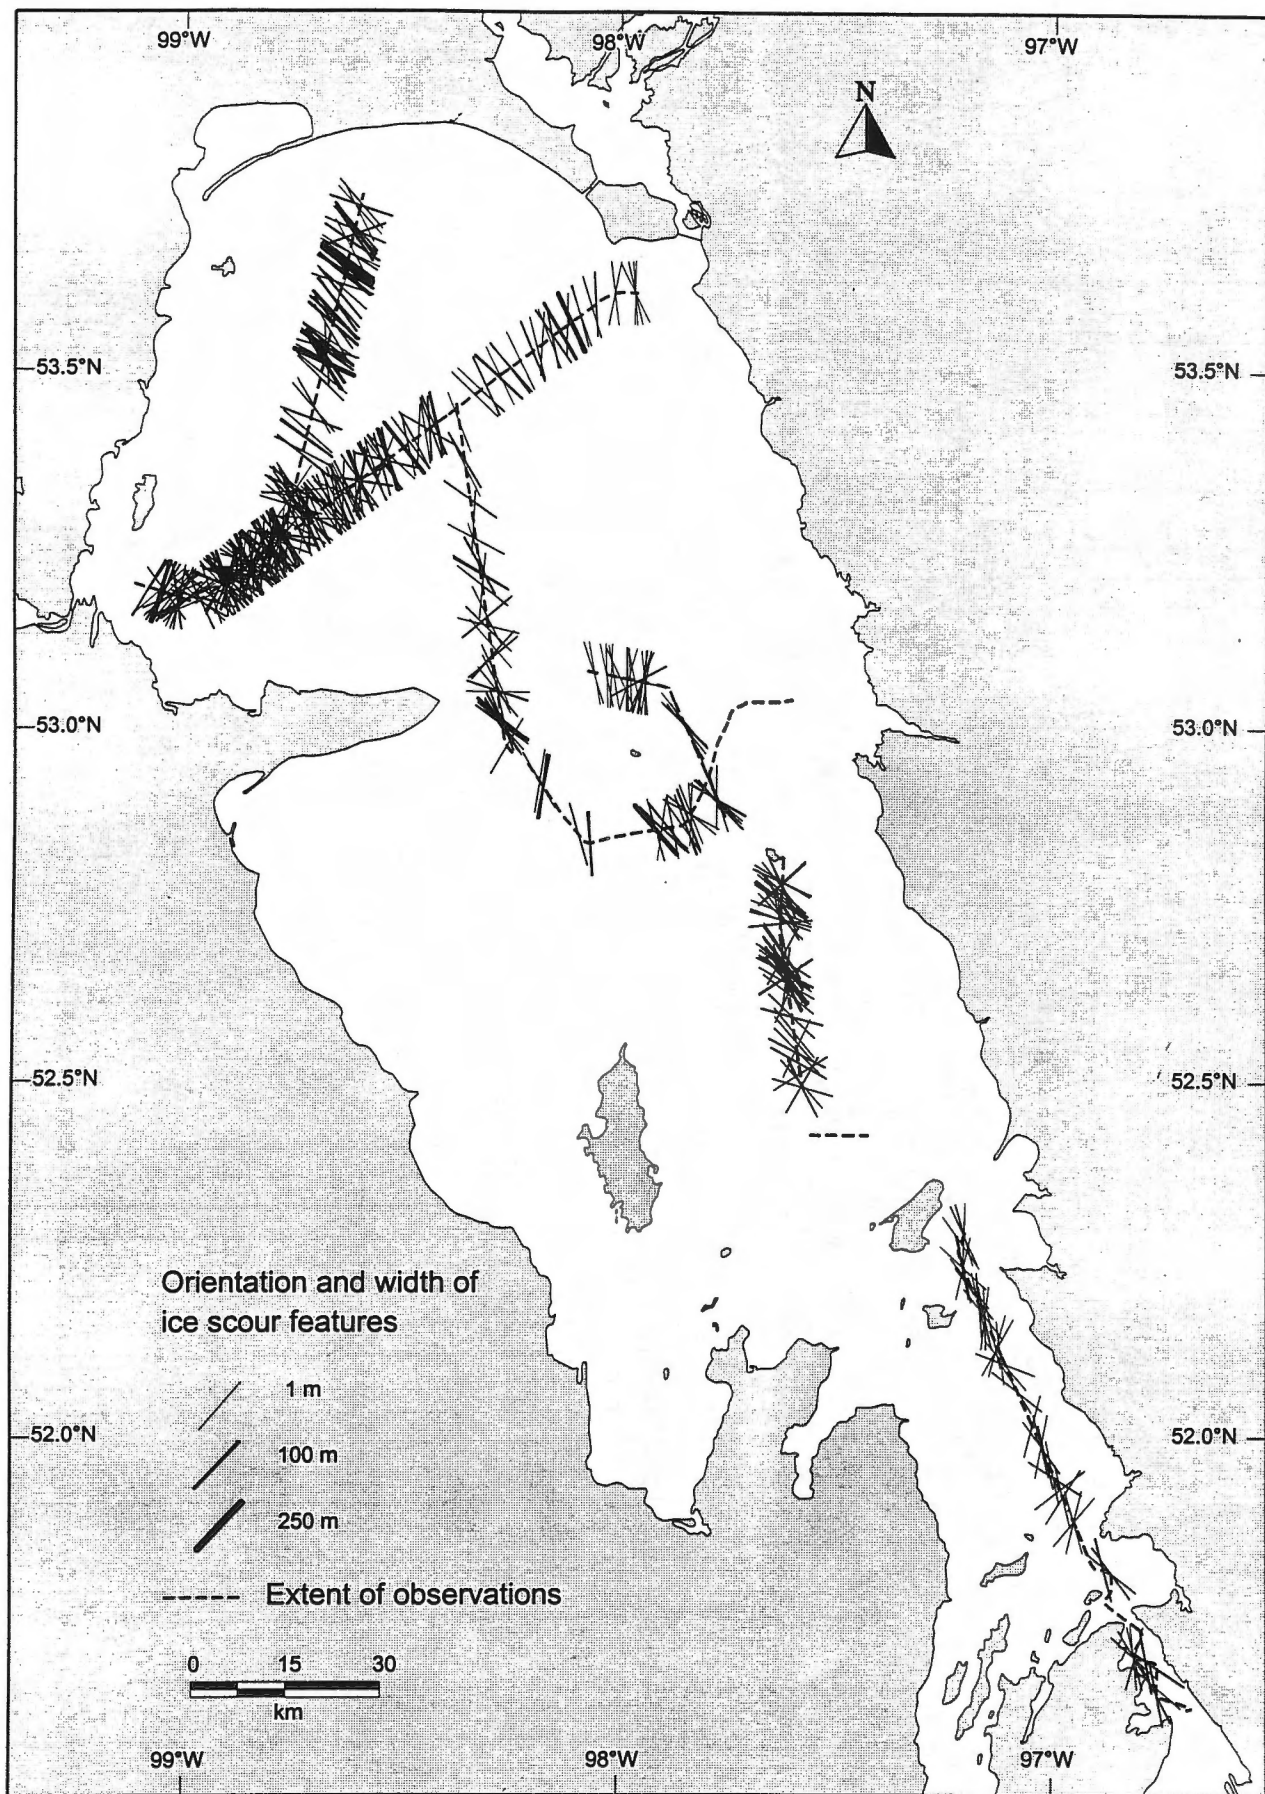 99°W
98°W
97°W
N
53.5°N
53.5°N
53.0°N
53.0°N
52.5°N
52.5°N
Orientation and width of
ice scour features
1 m
100 m
52.0°N
52.0°N
250 m
Extent of observations
0 15 30
km
99°W
98°W
97°W